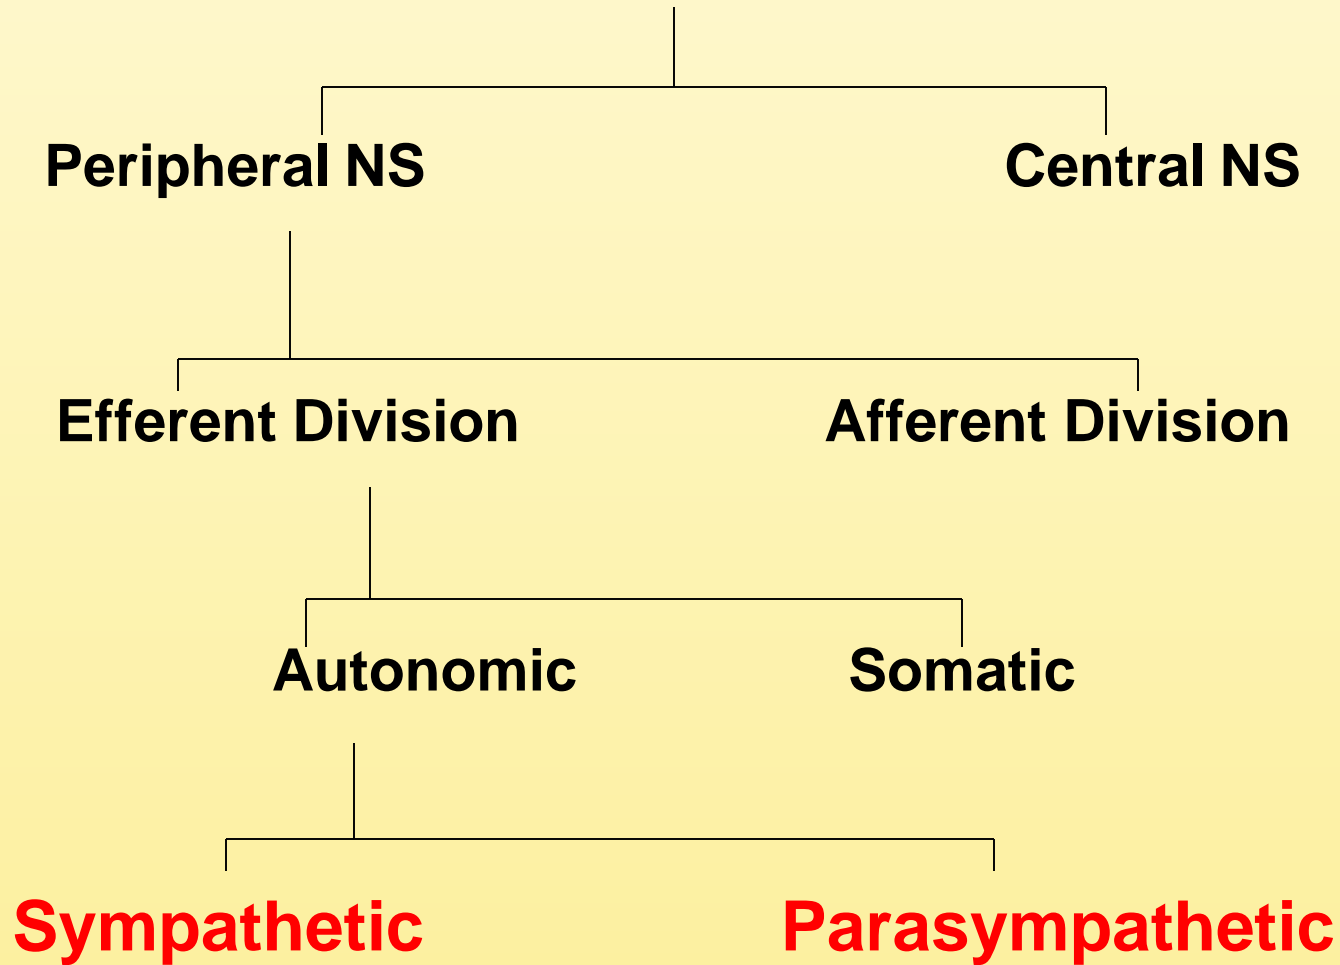 Peripheral NS
Central NS
Efferent Division
Afferent Division
Autonomic
Somatic
Sympathetic
Parasympathetic